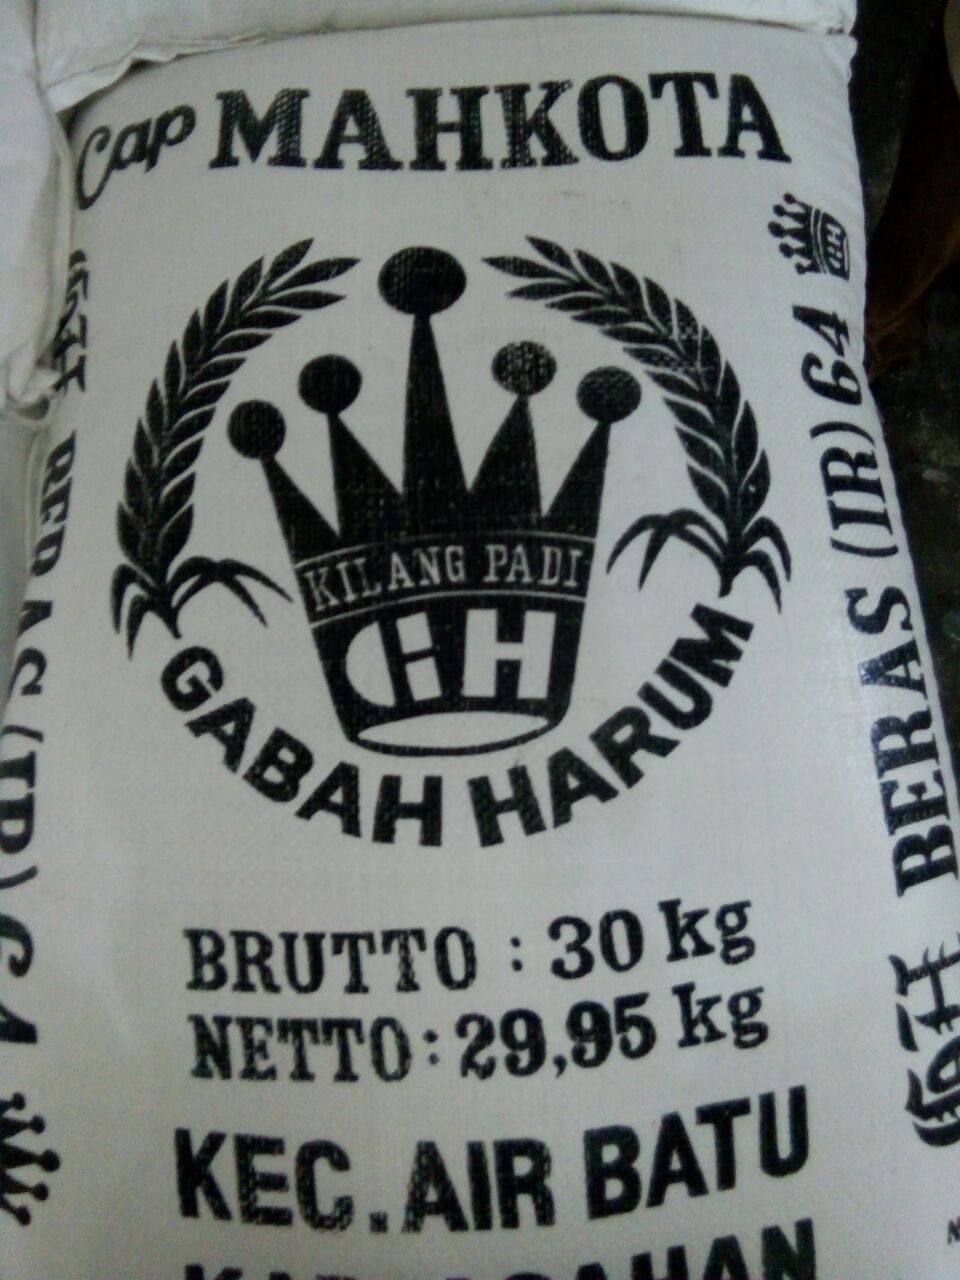 Cap MAHKOTA
KILANG PADI
GH
GABAH HARUM
BRUTTO : 30 kg
NETTO : 29,95 kg
KEC. AIR BATU
BERAS (IR) 64
BERAS (IR) 64